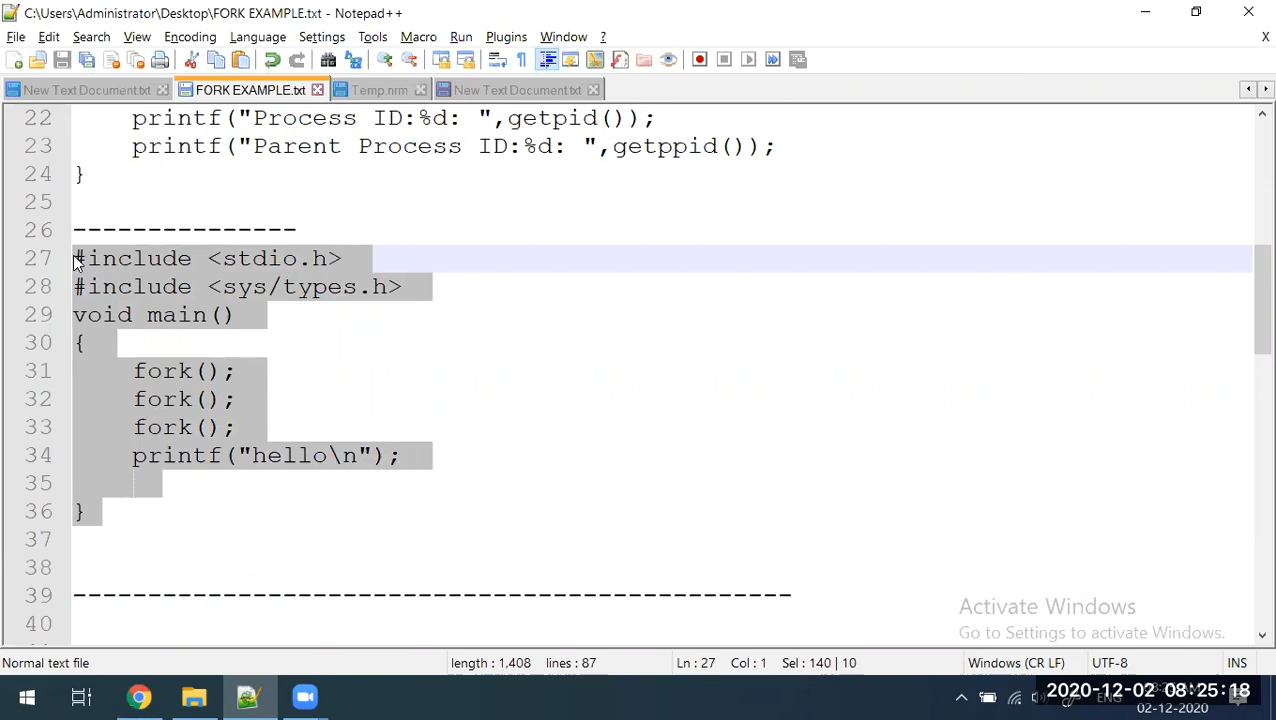 C:\Users\Administrator\Desktop\FORK EXAMPLE.txt - Notepad++
File Edit Search View Encoding Language Settings Tools Macro Run Plugins Window ? X
New Text Document.txt FORK EXAMPLE.txt Temp.nrm New Text Document.txt
22 printf("Process ID:%d: ",getpid());
23 printf("Parent Process ID:%d: ",getppid());
24 }
25
26 ---------------
27 #include <stdio.h>
28 #include <sys/types.h>
29 void main()
30 {
31 fork();
32 fork();
33 fork();
34 printf("hello\n");
35
36 }
37
38
39 -------------------------------------------------
40
Activate Windows
Go to Settings to activate Windows.
Normal text file length : 1,408 lines : 87 Ln : 27 Col : 1 Sel : 140 | 10 Windows (CR LF) UTF-8 INS
2020-12-02 08:25:18
ENG
02-12-2020